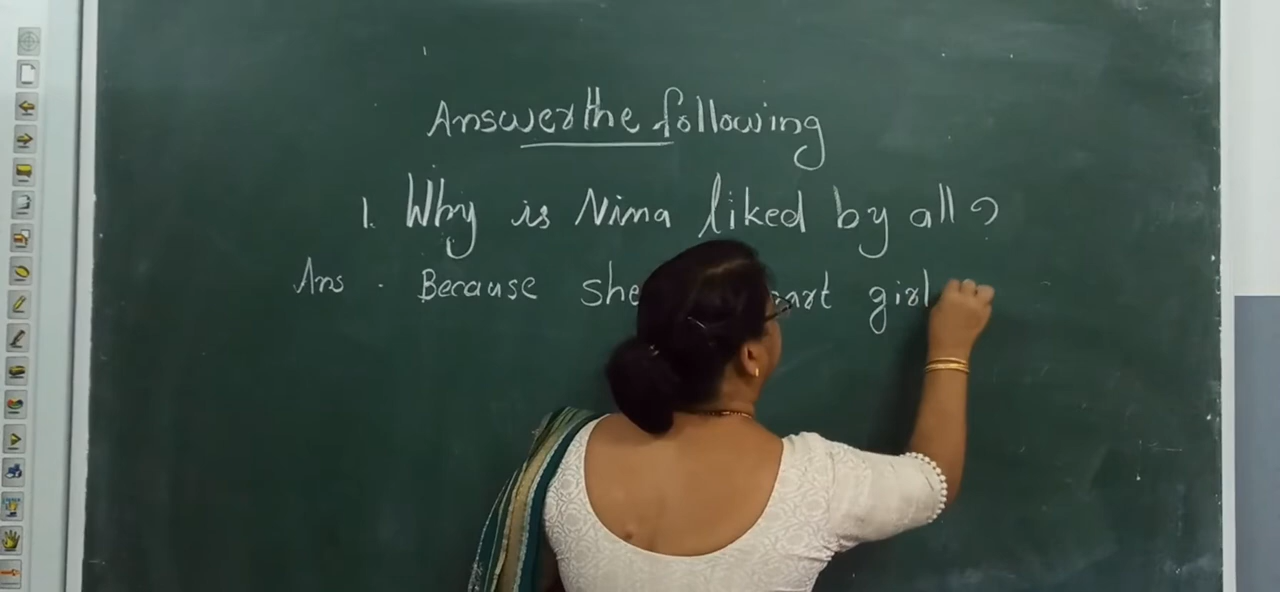 Answer the following
1. Why is Nima liked by all?
Ans. Because she girl